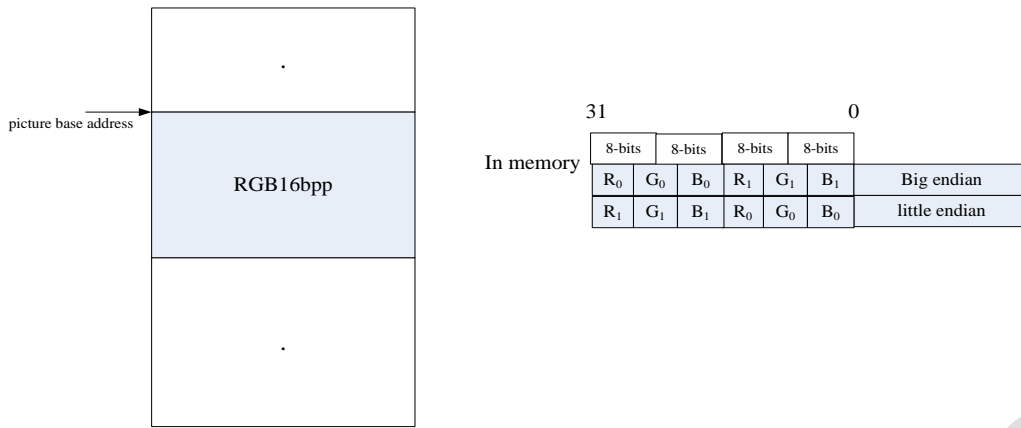 .
picture base address
RGB16bpp
.
31 0
8-bits 8-bits 8-bits 8-bits
In memory
R₀ G₀ B₀ R₁ G₁ B₁ Big endian
R₁ G₁ B₁ R₀ G₀ B₀ little endian